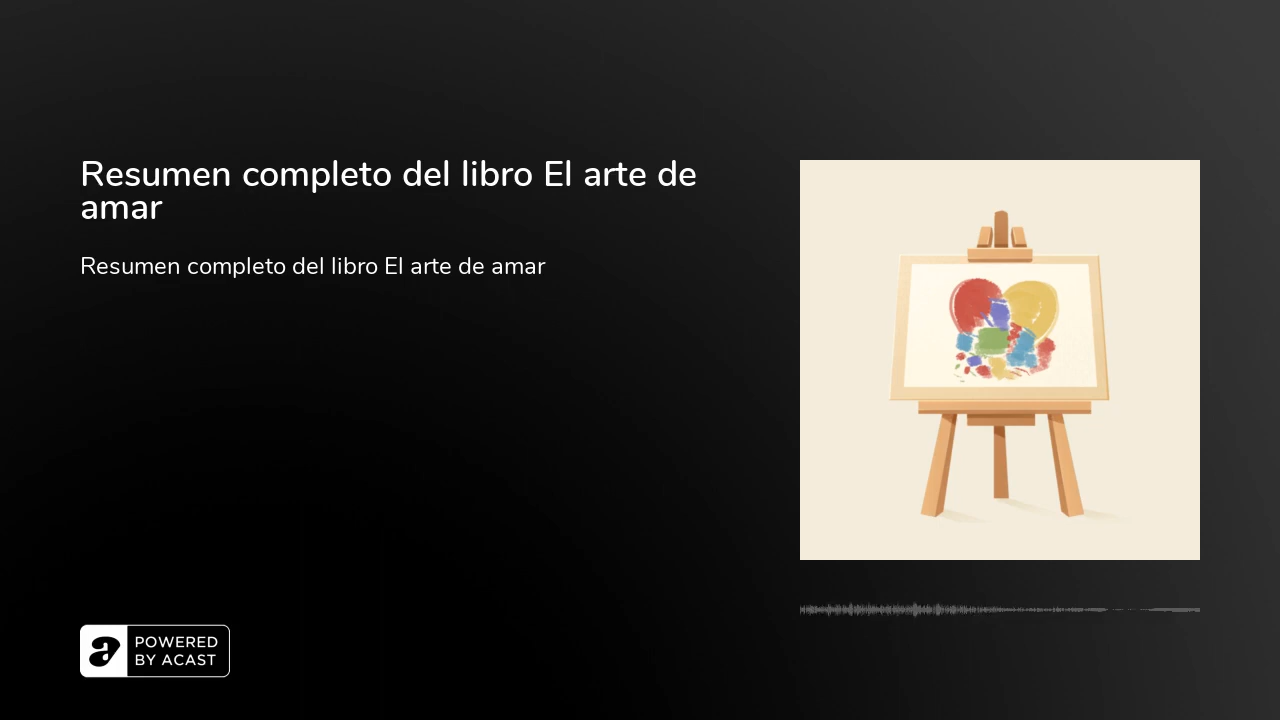 Resumen completo del libro El arte de
amar
Resumen completo del libro El arte de amar
POWERED
BY ACAST